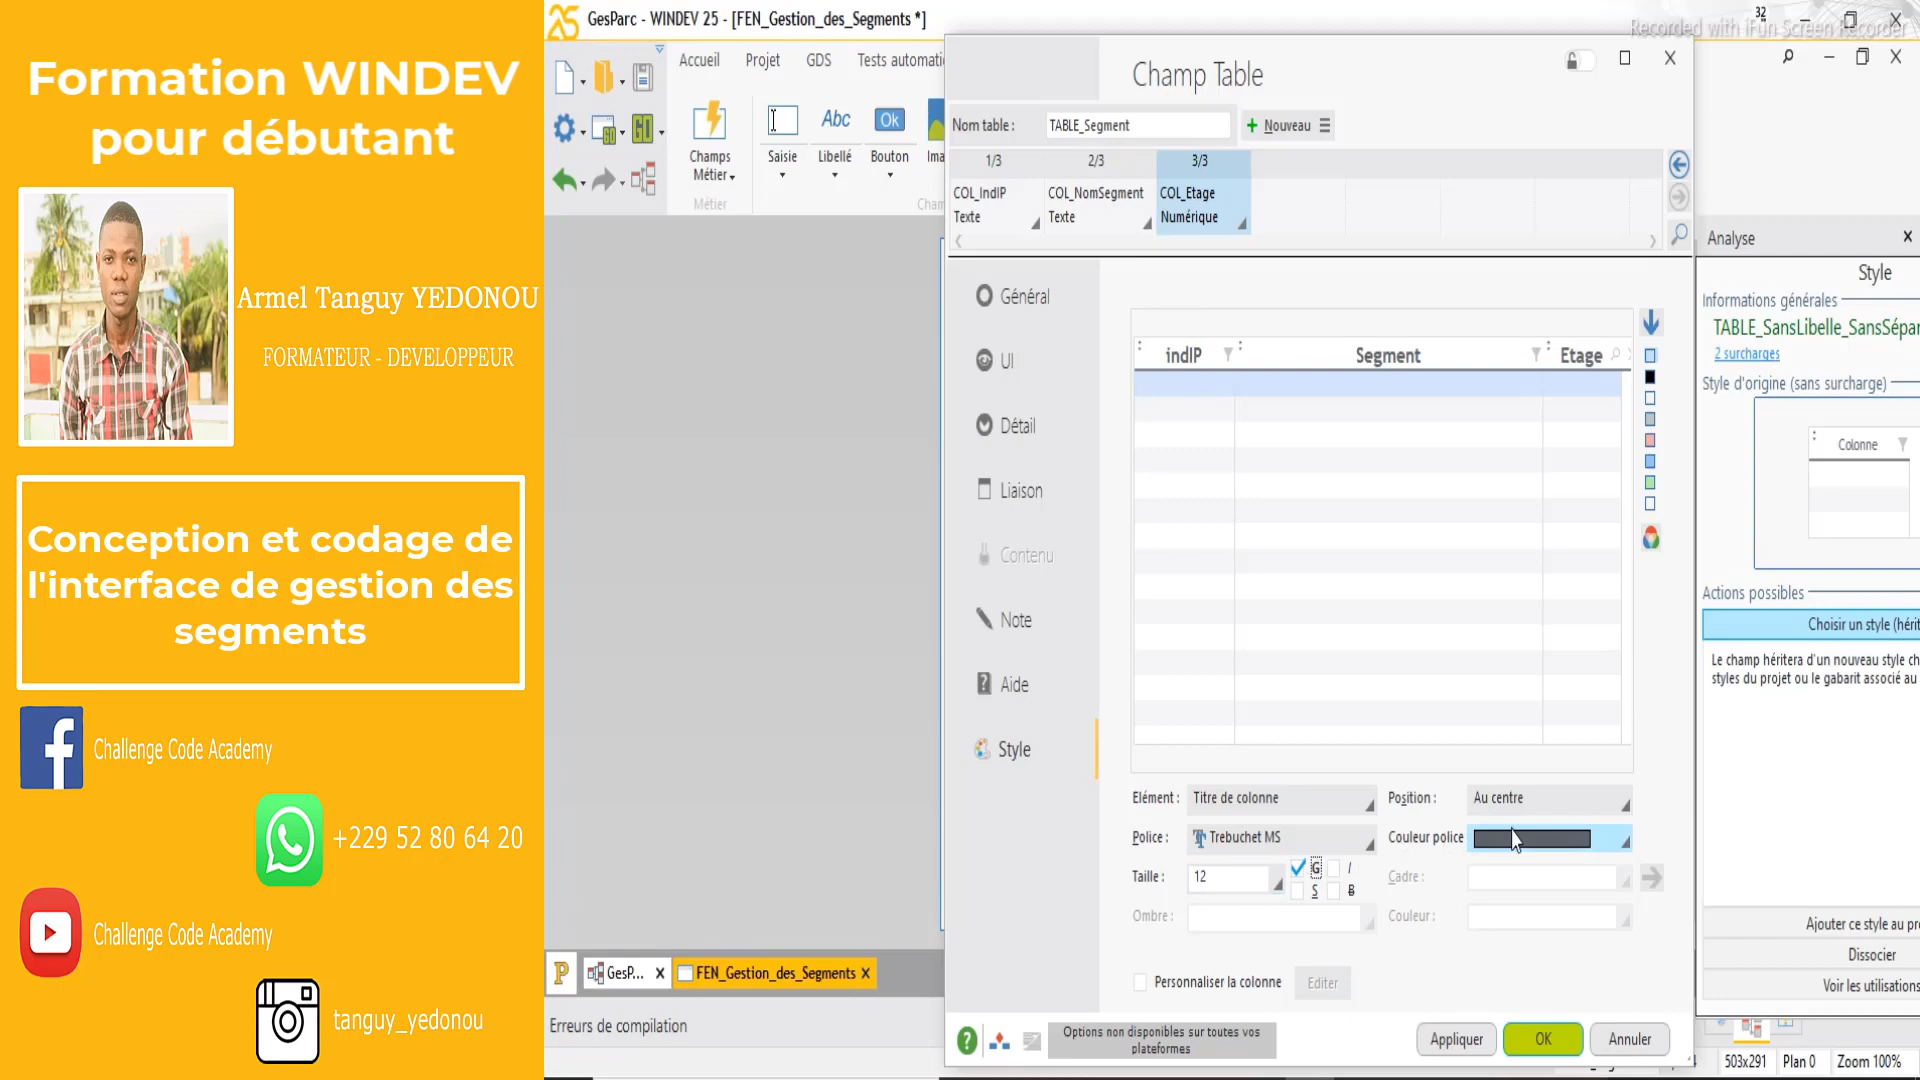 Formation WINDEV
pour débutant
Armel Tanguy YEDONOU
FORMATEUR - DEVELOPPEUR
Conception et codage de
l'interface de gestion des
segments
Challenge Code Academy
+229 52 80 64 20
Challenge Code Academy
tanguy_yedonou
GesParc - WINDEV 25 - [FEN_Gestion_des_Segments *]
32
Recorded with iFun Screen Recorder
Accueil Projet GDS Tests automati
Champs
Métier
Saisie
Abc
Libellé
Ok
Bouton
Ima
Métier
Cham
Champ Table
Nom table :
TABLE_Segment
+ Nouveau
1/3 2/3 3/3
COL_IndIP COL_NomSegment COL_Etage
Texte Texte Numérique
Général
UI
Détail
Liaison
Contenu
Note
Aide
Style
indIP Segment Etage
Elément : Titre de colonne Position : Au centre
Police : Trebuchet MS Couleur police
Taille : 12 G I Cadre :
S B
Ombre : Couleur :
Personnaliser la colonne Editer
Options non disponibles sur toutes vos
plateformes
Appliquer OK Annuler
Analyse
Style
Informations générales
TABLE_SansLibelle_SansSépar
2 surcharges
Style d'origine (sans surcharge)
Colonne
Actions possibles
Choisir un style (hérit
Le champ héritera d'un nouveau style ch
styles du projet ou le gabarit associé au
Ajouter ce style au pr
Dissocier
Voir les utilisations
GesP...
FEN_Gestion_des_Segments
Erreurs de compilation
503x291 Plan 0 Zoom 100%